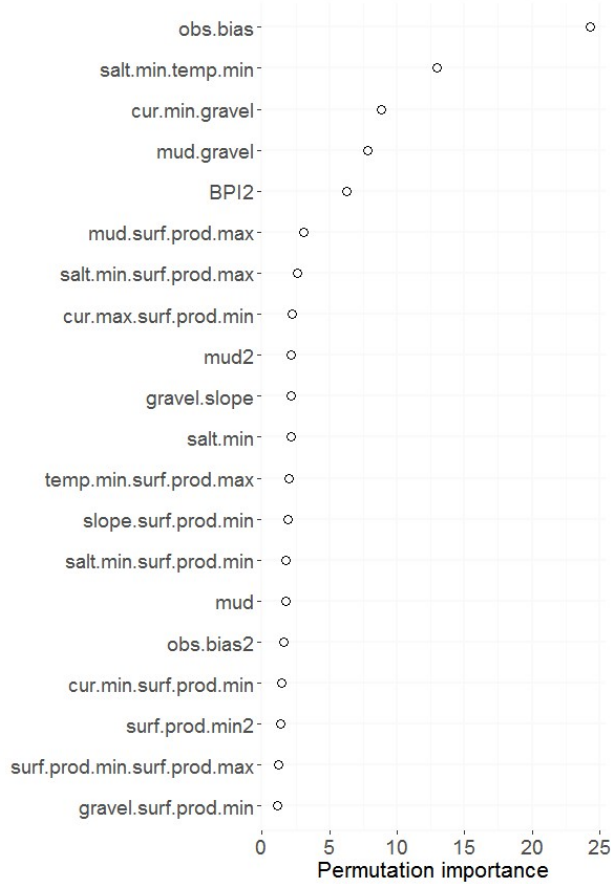 obs.bias
salt.min.temp.min
cur.min.gravel
mud.gravel
BPI2
mud.surf.prod.max
salt.min.surf.prod.max
cur.max.surf.prod.min
mud2
gravel.slope
salt.min
temp.min.surf.prod.max
slope.surf.prod.min
salt.min.surf.prod.min
mud
obs.bias2
cur.min.surf.prod.min
surf.prod.min2
surf.prod.min.surf.prod.max
gravel.surf.prod.min
0 5 10 15 20 25
Permutation importance